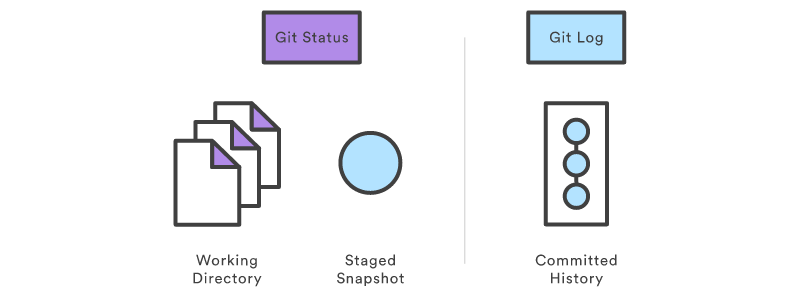 Git Status
Git Log
Working
Directory
Staged
Snapshot
Committed
History